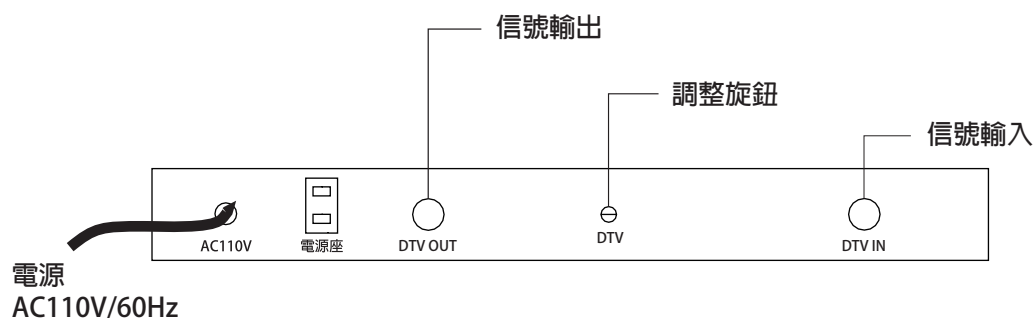 信號輸出
調整旋鈕
信號輸入
AC110V
電源座
DTV OUT
DTV
DTV IN
電源
AC110V/60Hz